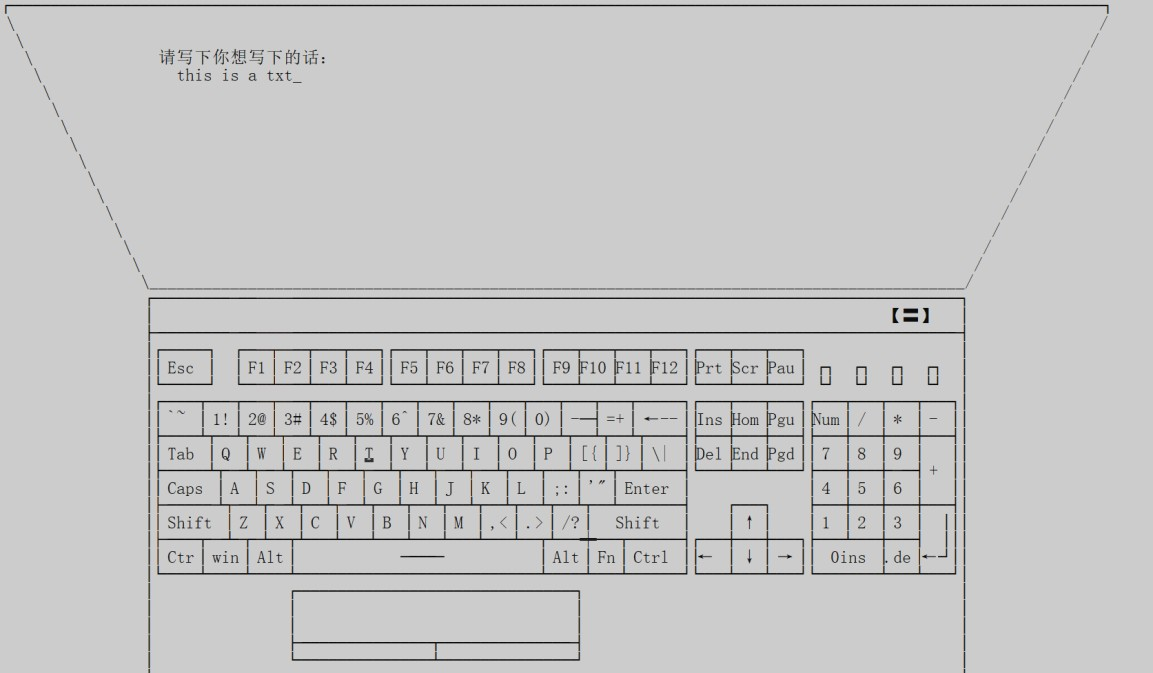 请写下你想写下的话:
this is a txt_
【〓】
Esc F1 F2 F3 F4 F5 F6 F7 F8 F9 F10 F11 F12 Prt Scr Pau
`~ 1! 2@ 3# 4$ 5% 6^ 7& 8* 9( 0) -— =+ ←-- Ins Hom Pgu Num / * -
Tab Q W E R T Y U I O P [{ ]} \| Del End Pgd 7 8 9 +
Caps A S D F G H J K L ;: '" Enter 4 5 6
Shift Z X C V B N M ,< .> /? Shift ↑ 1 2 3
Ctr win Alt —— Alt Fn Ctrl ← ↓ → 0ins .de ←┘